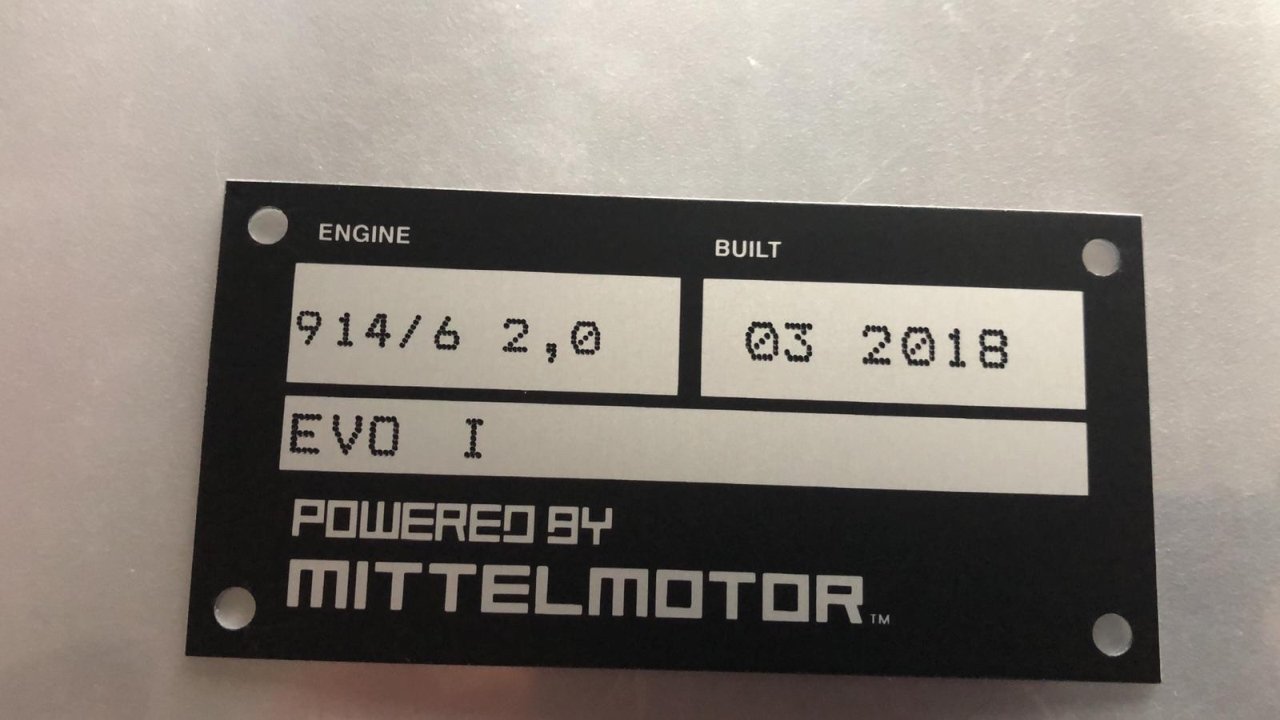 ENGINE BUILT
914/6 2,0 03 2018
EVO I
POWERED BY
MITTELMOTOR™